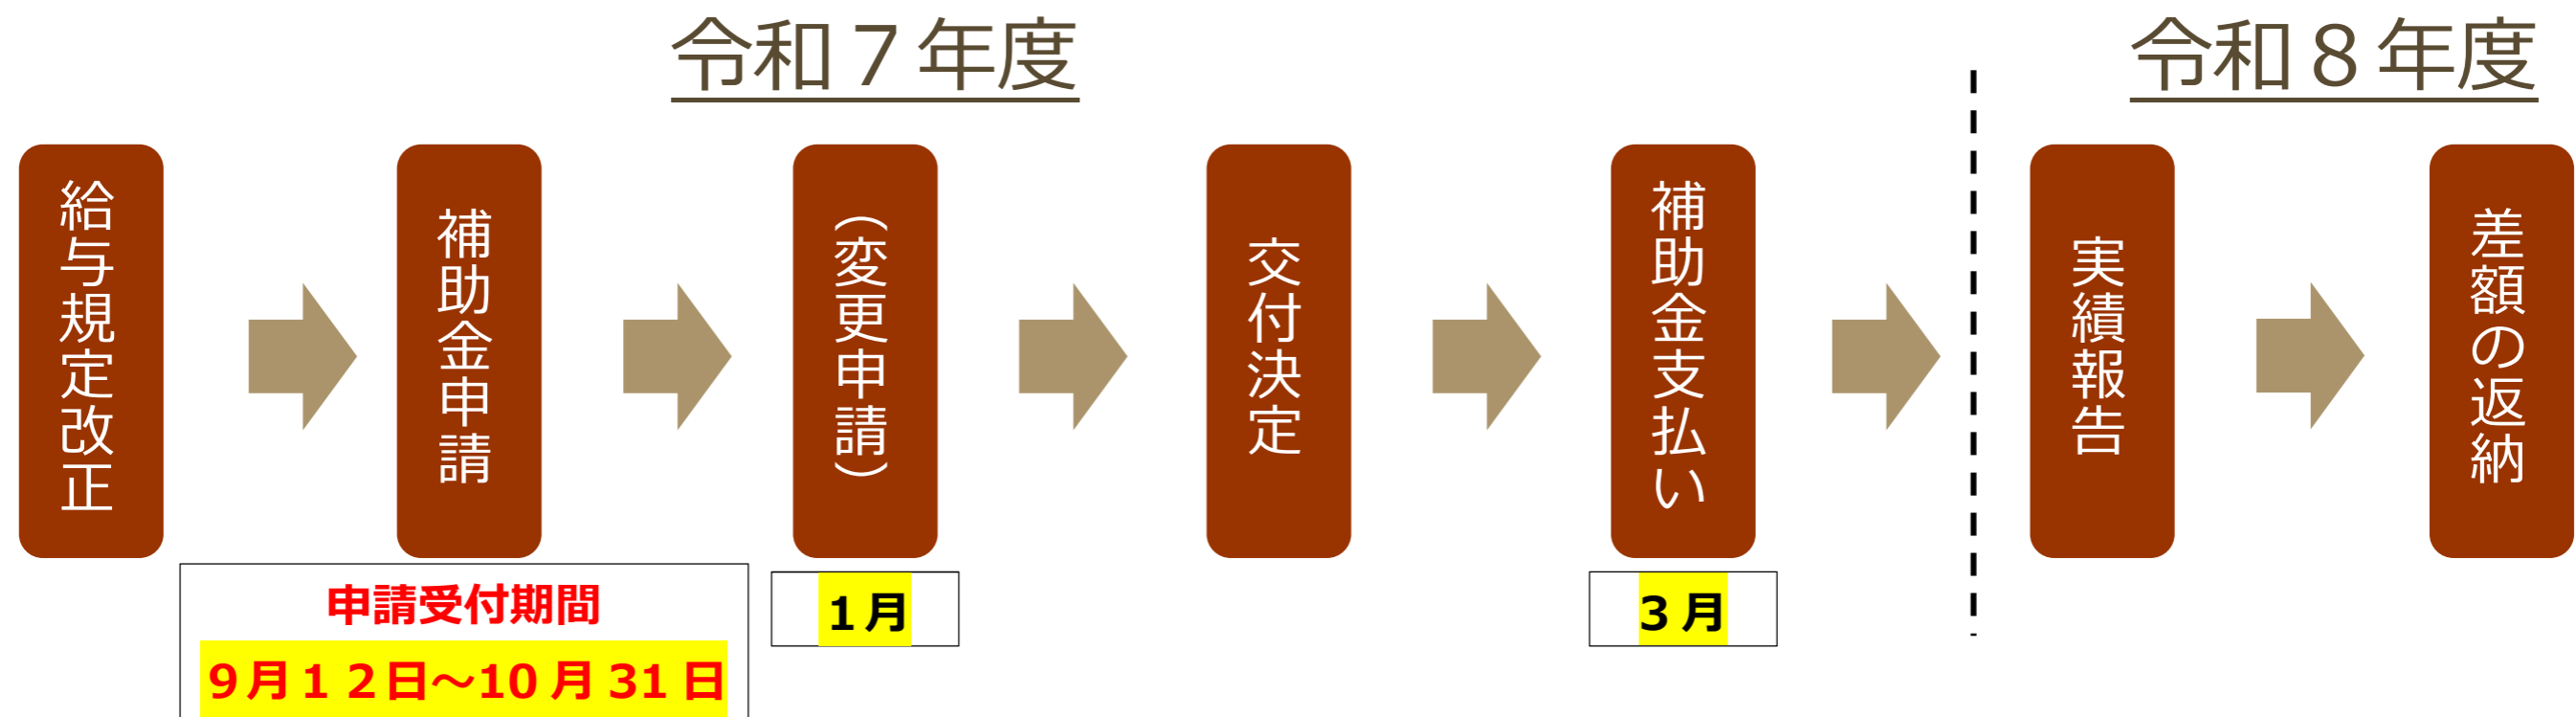 令和７年度
令和８年度
給与規定改正
補助金申請
（変更申請）
交付決定
補助金支払い
実績報告
差額の返納
申請受付期間
９月１２日～10月31日
１月
３月